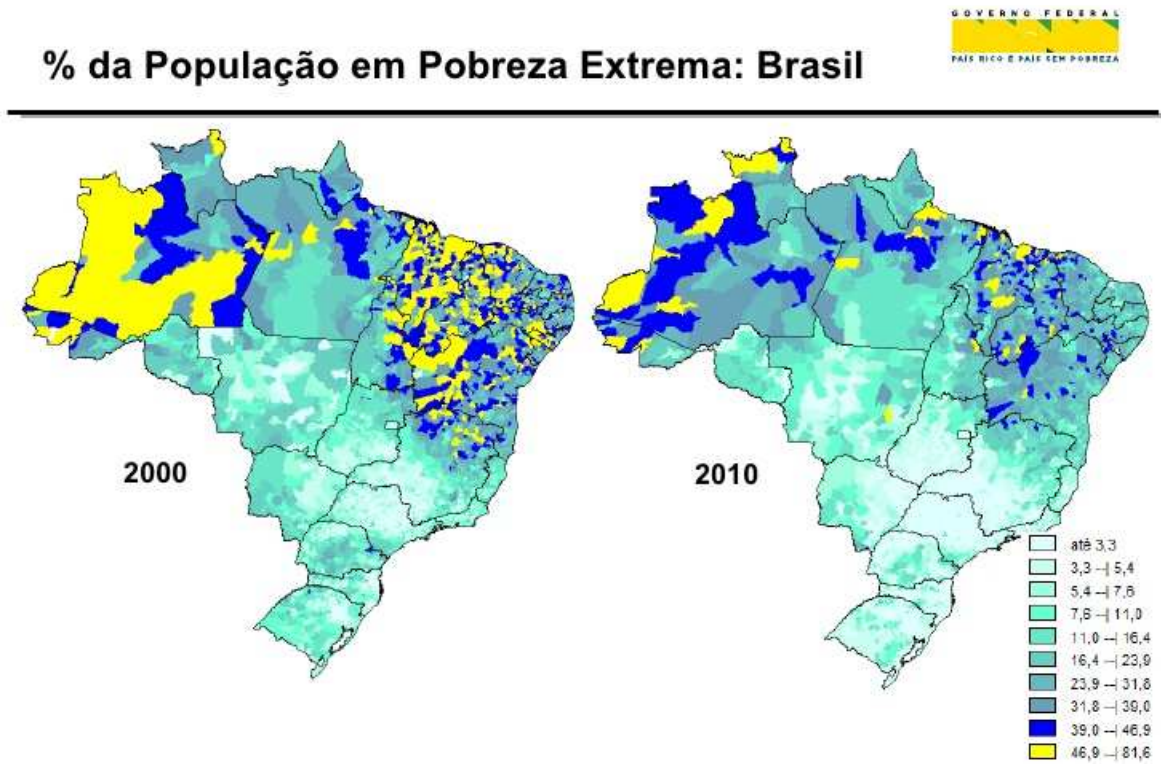 GOVERNO FEDERAL
PAÍS RICO É PAÍS SEM POBREZA
% da População em Pobreza Extrema: Brasil
2000
2010
até 3,3
3,3 --| 5,4
5,4 --| 7,6
7,6 --| 11,0
11,0 --| 16,4
16,4 --| 23,9
23,9 --| 31,8
31,8 --| 39,0
39,0 --| 46,9
46,9 --| 81,6